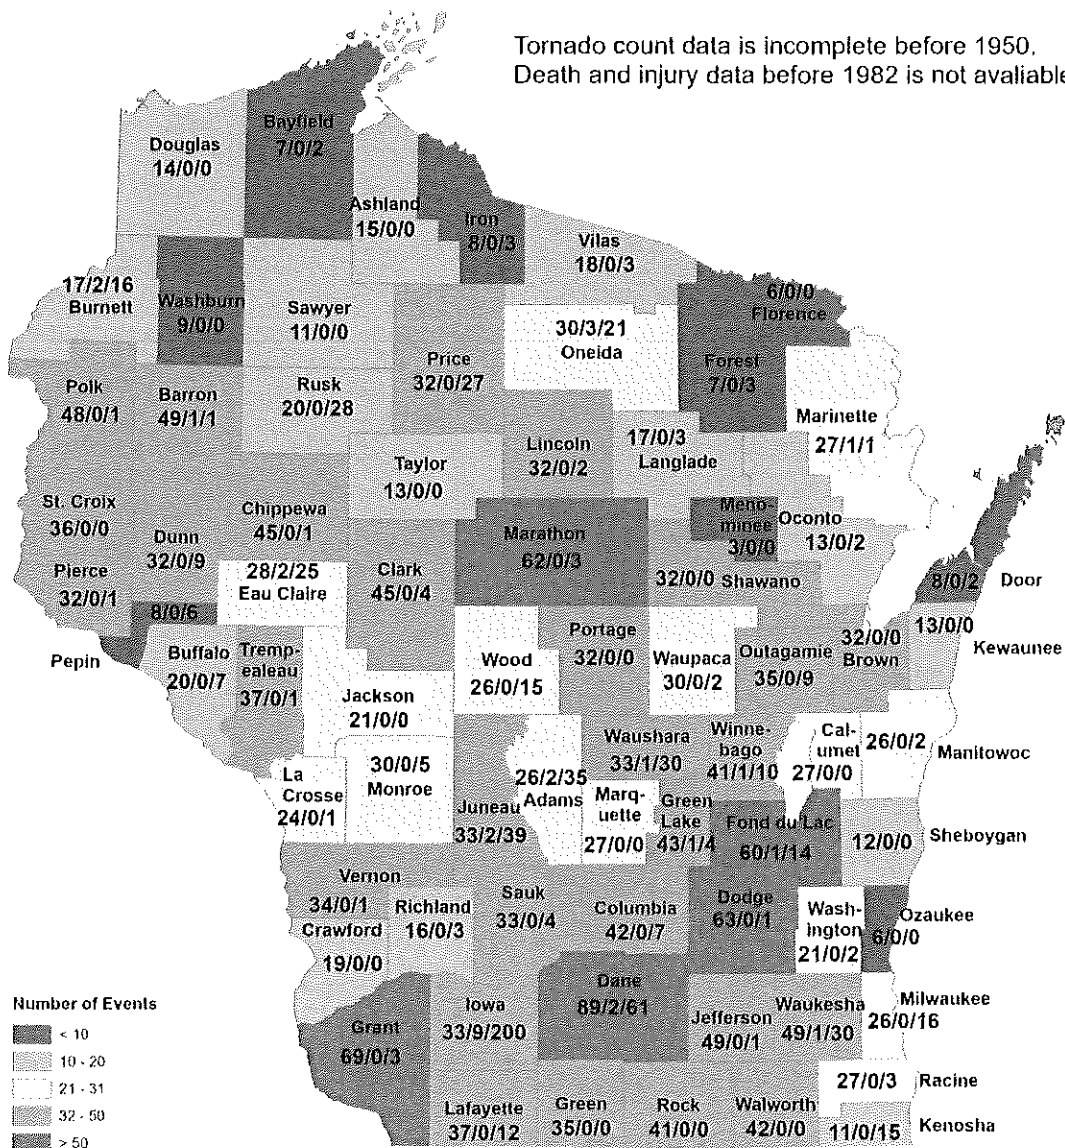 Tornado count data is incomplete before 1950.
Death and injury data before 1982 is not avaliable
Bayfield
7/0/2
Douglas
14/0/0
Ashland
15/0/0
Iron
8/0/3
Vilas
18/0/3
17/2/16
Burnett
Washburn
9/0/0
Sawyer
11/0/0
6/0/0
Florence
30/3/21
Oneida
Forest
7/0/3
Price
32/0/27
Polk
48/0/1
Barron
49/1/1
Rusk
20/0/28
Marinette
27/1/1
Lincoln
32/0/2
17/0/3
Langlade
Taylor
13/0/0
St. Croix
36/0/0
Chippewa
45/0/1
Dunn
32/0/9
Marathon
62/0/3
Meno-
minee
3/0/0
Oconto
13/0/2
Pierce
32/0/1
28/2/25
Eau Claire
Clark
45/0/4
32/0/0 Shawano
8/0/2 Door
8/0/6
Pepin
Buffalo
20/0/7
Tremp-
ealeau
37/0/1
Wood
26/0/15
Portage
32/0/0
Waupaca
30/0/2
Outagamie
35/0/9
32/0/0
Brown
13/0/0
Kewaunee
Jackson
21/0/0
Waushara
33/1/30
Winne-
bago
41/1/10
Cal-
umet
27/0/0
26/0/2
Manitowoc
La
Crosse
24/0/1
30/0/5
Monroe
Juneau
33/2/39
26/2/35
Adams
Marq-
uette
27/0/0
Green
Lake
43/1/4
Fond du Lac
60/1/14
12/0/0
Sheboygan
Vernon
34/0/1
Richland
16/0/3
Sauk
33/0/4
Columbia
42/0/7
Dodge
63/0/1
Wash-
ington
21/0/2
Ozaukee
6/0/0
Crawford
19/0/0
Grant
69/0/3
Iowa
33/9/200
Dane
89/2/61
Jefferson
49/0/1
Waukesha
49/1/30
Milwaukee
26/0/16
27/0/3 Racine
Lafayette
37/0/12
Green
35/0/0
Rock
41/0/0
Walworth
42/0/0
11/0/15 Kenosha
Number of Events
< 10
10 - 20
21 - 31
32 - 50
> 50